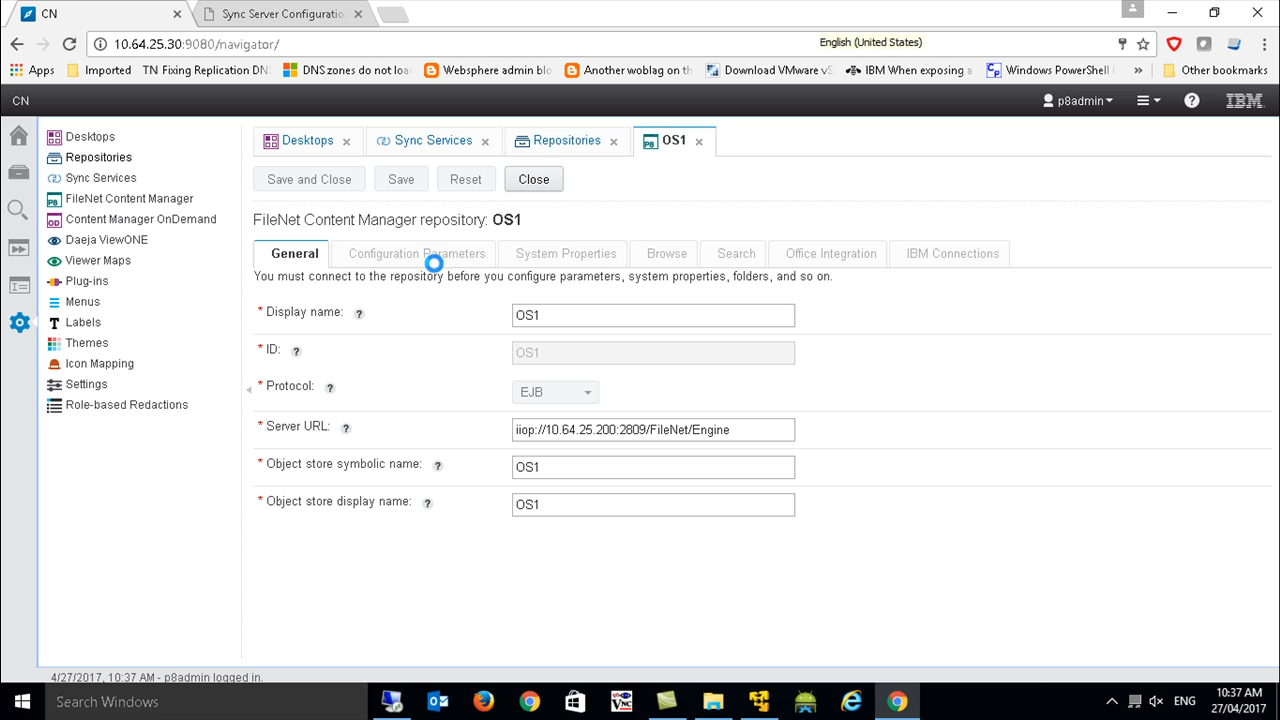 CN
Sync Server Configuratio
10.64.25.30:9080/navigator/
English (United States)
Apps
Imported
TN Fixing Replication DN
DNS zones do not loa
Websphere admin blo
Another woblag on th
Download VMware vS
IBM When exposing a
Windows PowerShell I
»
Other bookmarks
CN
p8admin
IBM
Desktops
Repositories
Sync Services
FileNet Content Manager
Content Manager OnDemand
Daeja ViewONE
Viewer Maps
Plug-ins
Menus
Labels
Themes
Icon Mapping
Settings
Role-based Redactions
Desktops
Sync Services
Repositories
OS1
Save and Close
Save
Reset
Close
FileNet Content Manager repository: OS1
General
Configuration Parameters
System Properties
Browse
Search
Office Integration
IBM Connections
You must connect to the repository before you configure parameters, system properties, folders, and so on.
* Display name: ?
OS1
* ID: ?
OS1
* Protocol: ?
EJB
* Server URL: ?
iiop://10.64.25.200:2809/FileNet/Engine
* Object store symbolic name: ?
OS1
* Object store display name: ?
OS1
4/27/2017, 10:37 AM - p8admin logged in.
Search Windows
ENG
10:37 AM
27/04/2017